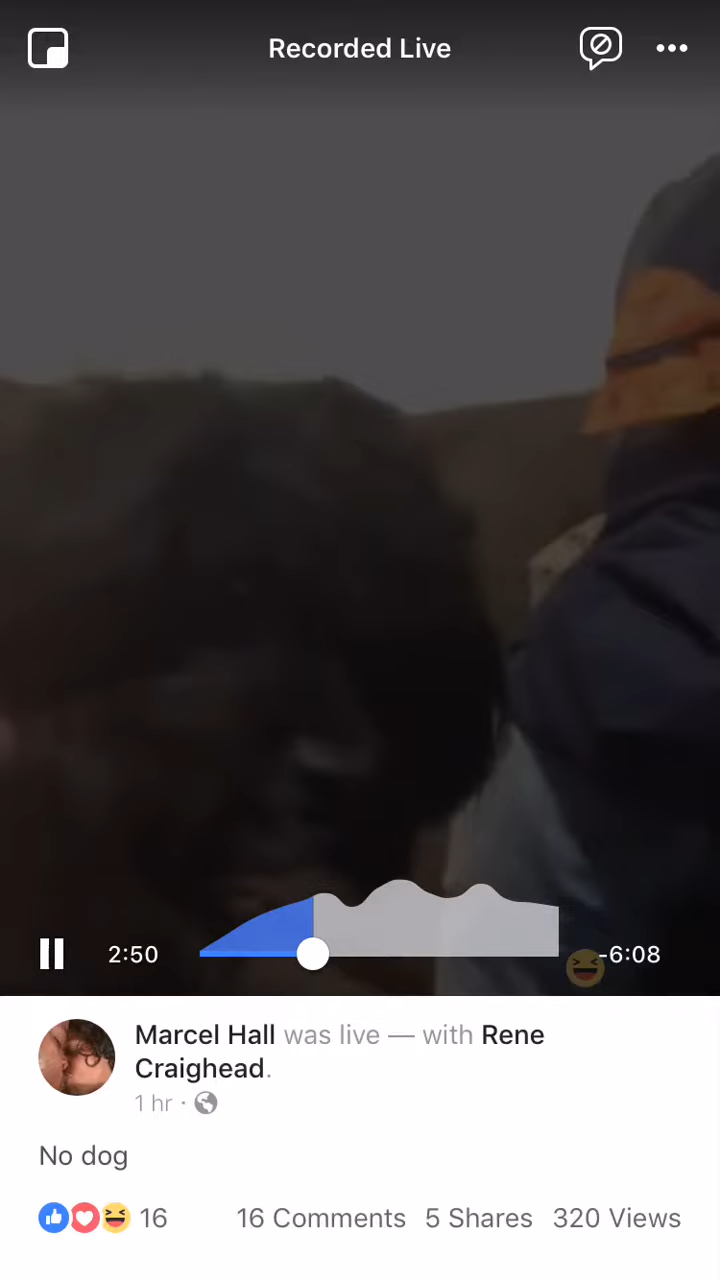 Recorded Live
2:50
-6:08
Marcel Hall was live — with Rene
Craighead.
1 hr ·
No dog
16
16 Comments 5 Shares 320 Views